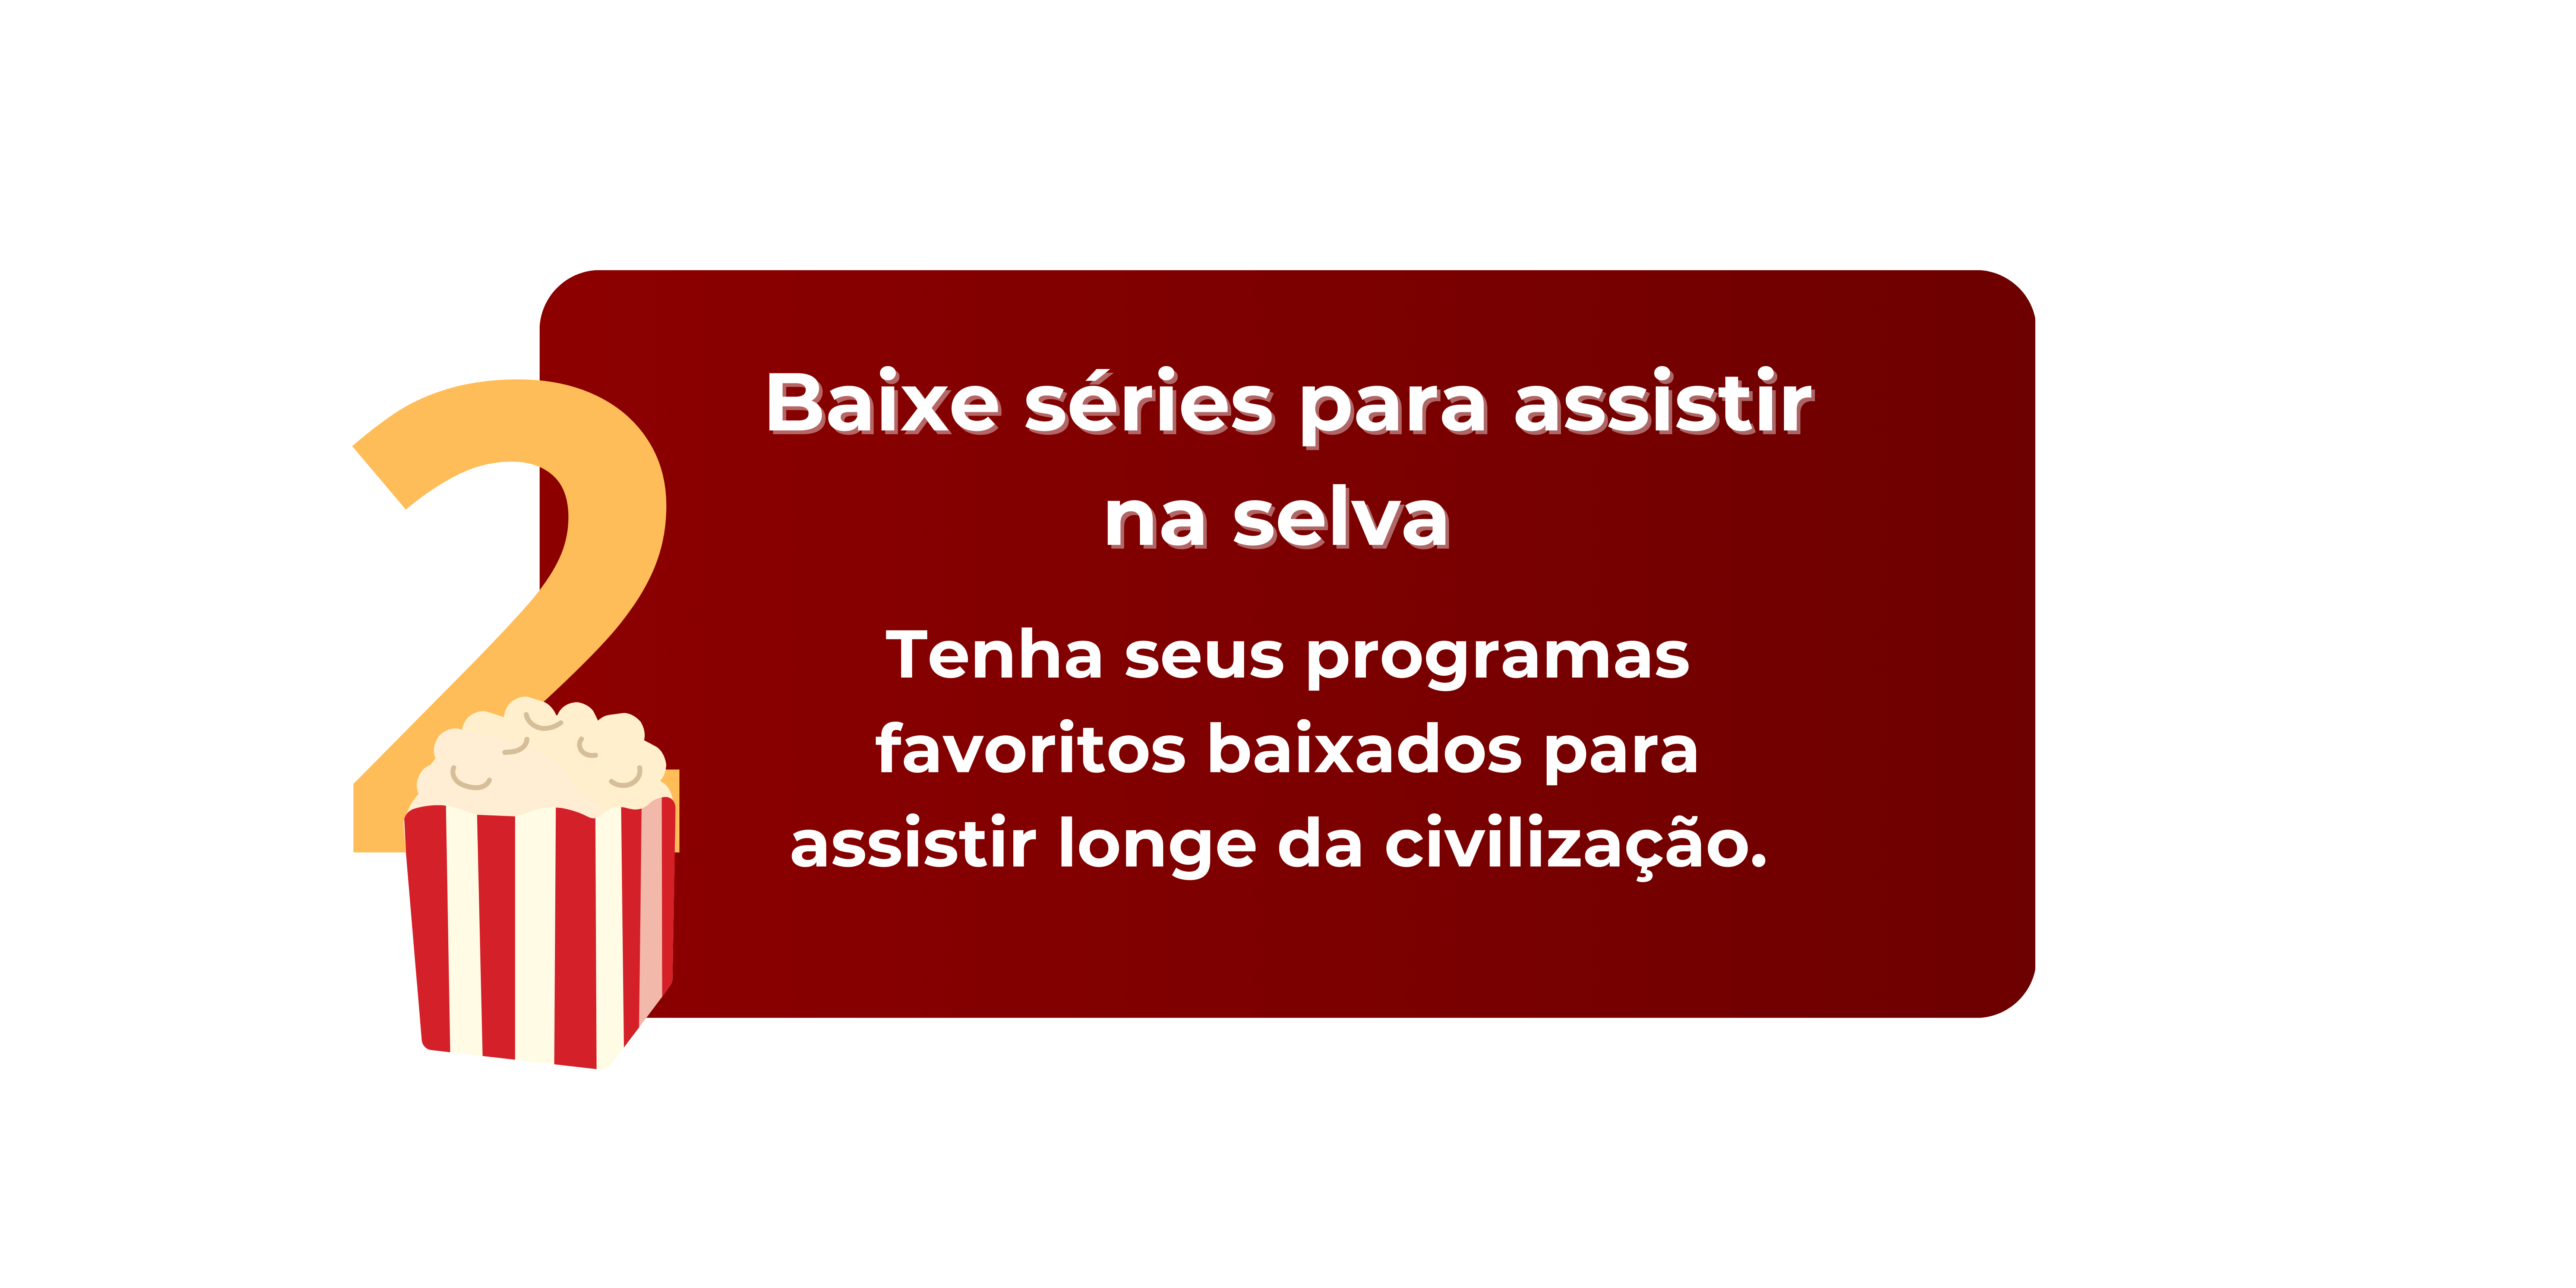 2
Baixe séries para assistir
na selva
Tenha seus programas
favoritos baixados para
assistir longe da civilização.